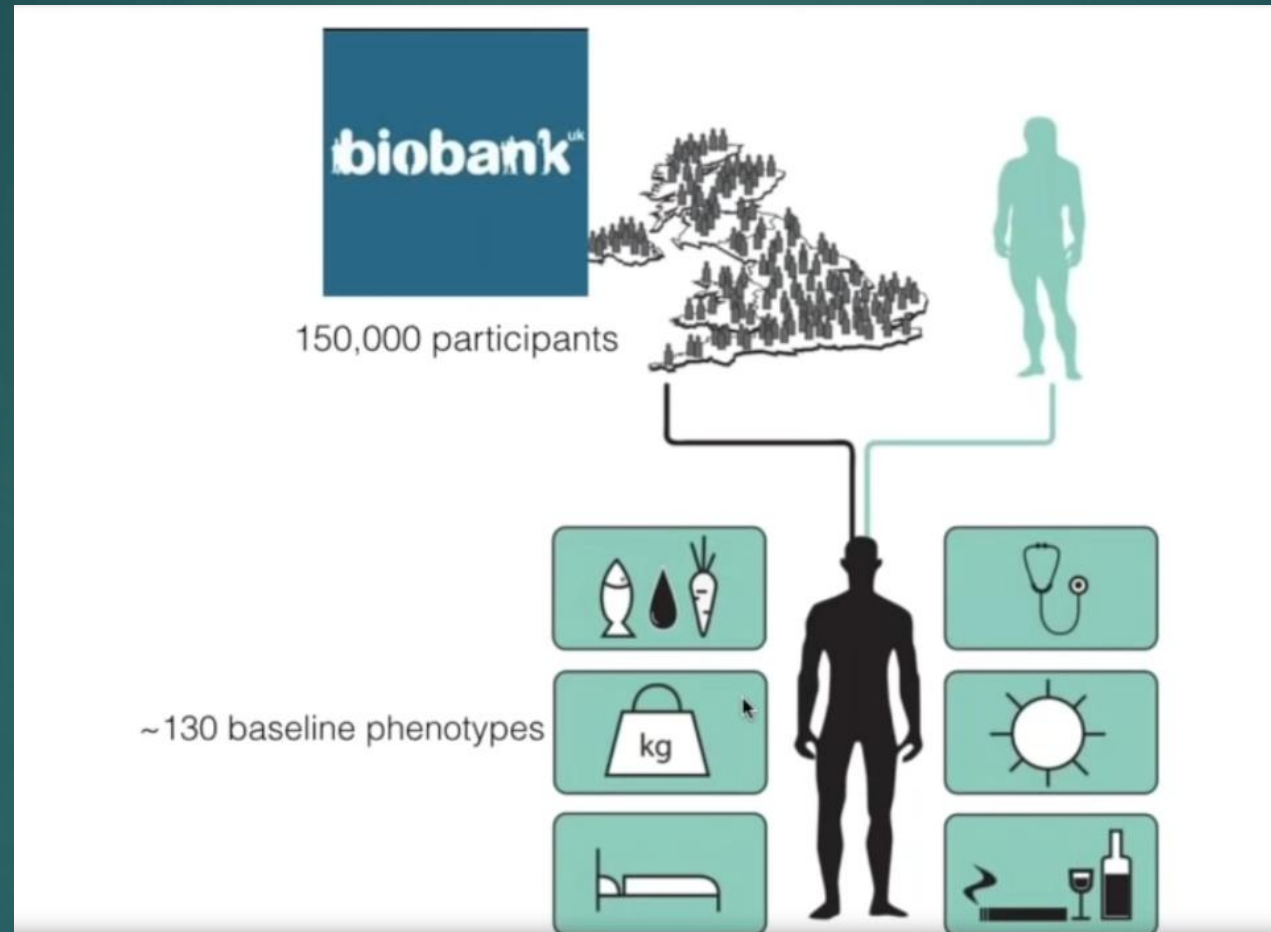 biobank uk
150,000 participants
~130 baseline phenotypes
kg